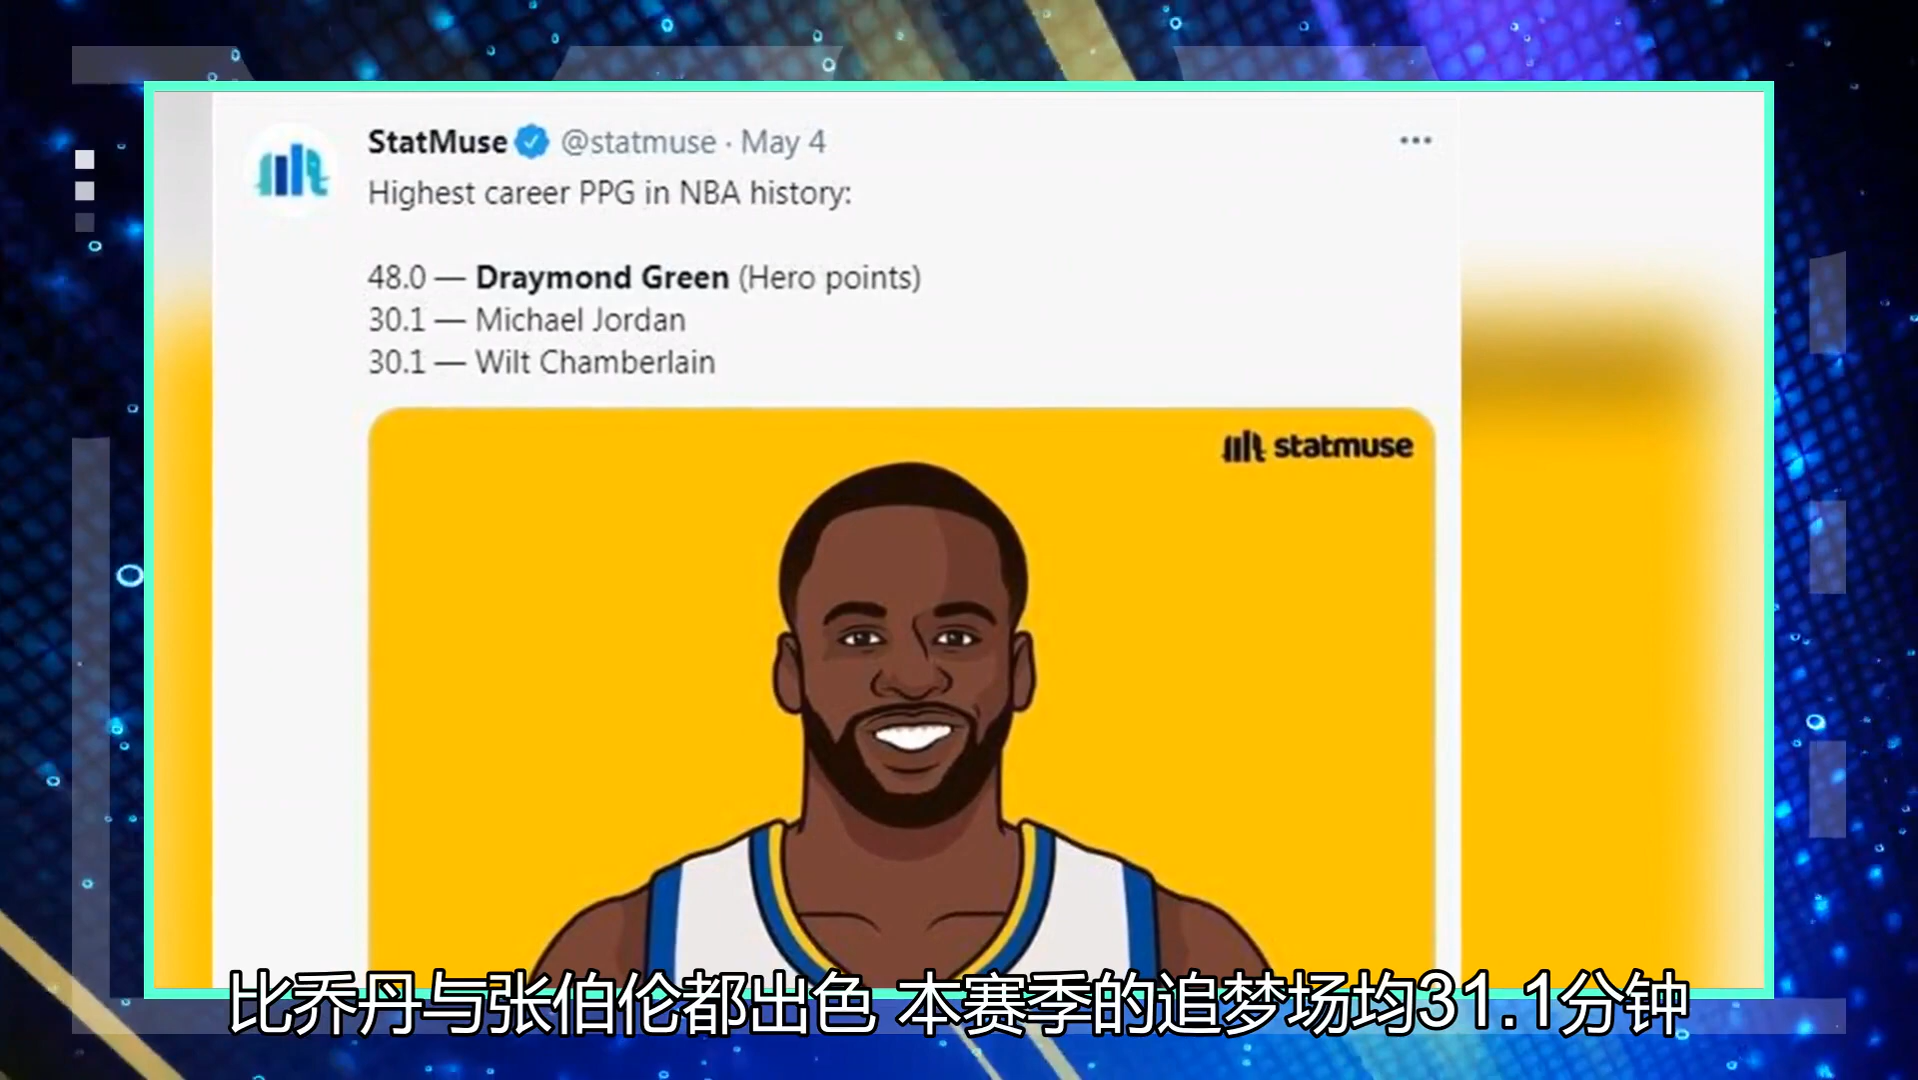 StatMuse @statmuse · May 4
Highest career PPG in NBA history:
48.0 — Draymond Green (Hero points)
30.1 — Michael Jordan
30.1 — Wilt Chamberlain
statmuse
比乔丹与张伯伦都出色 本赛季的追梦场均31.1分钟